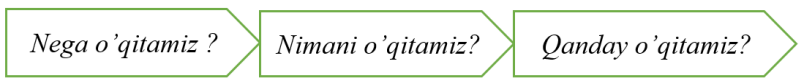 Nega o’qitamiz ?
Nimani o’qitamiz?
Qanday o’qitamiz?